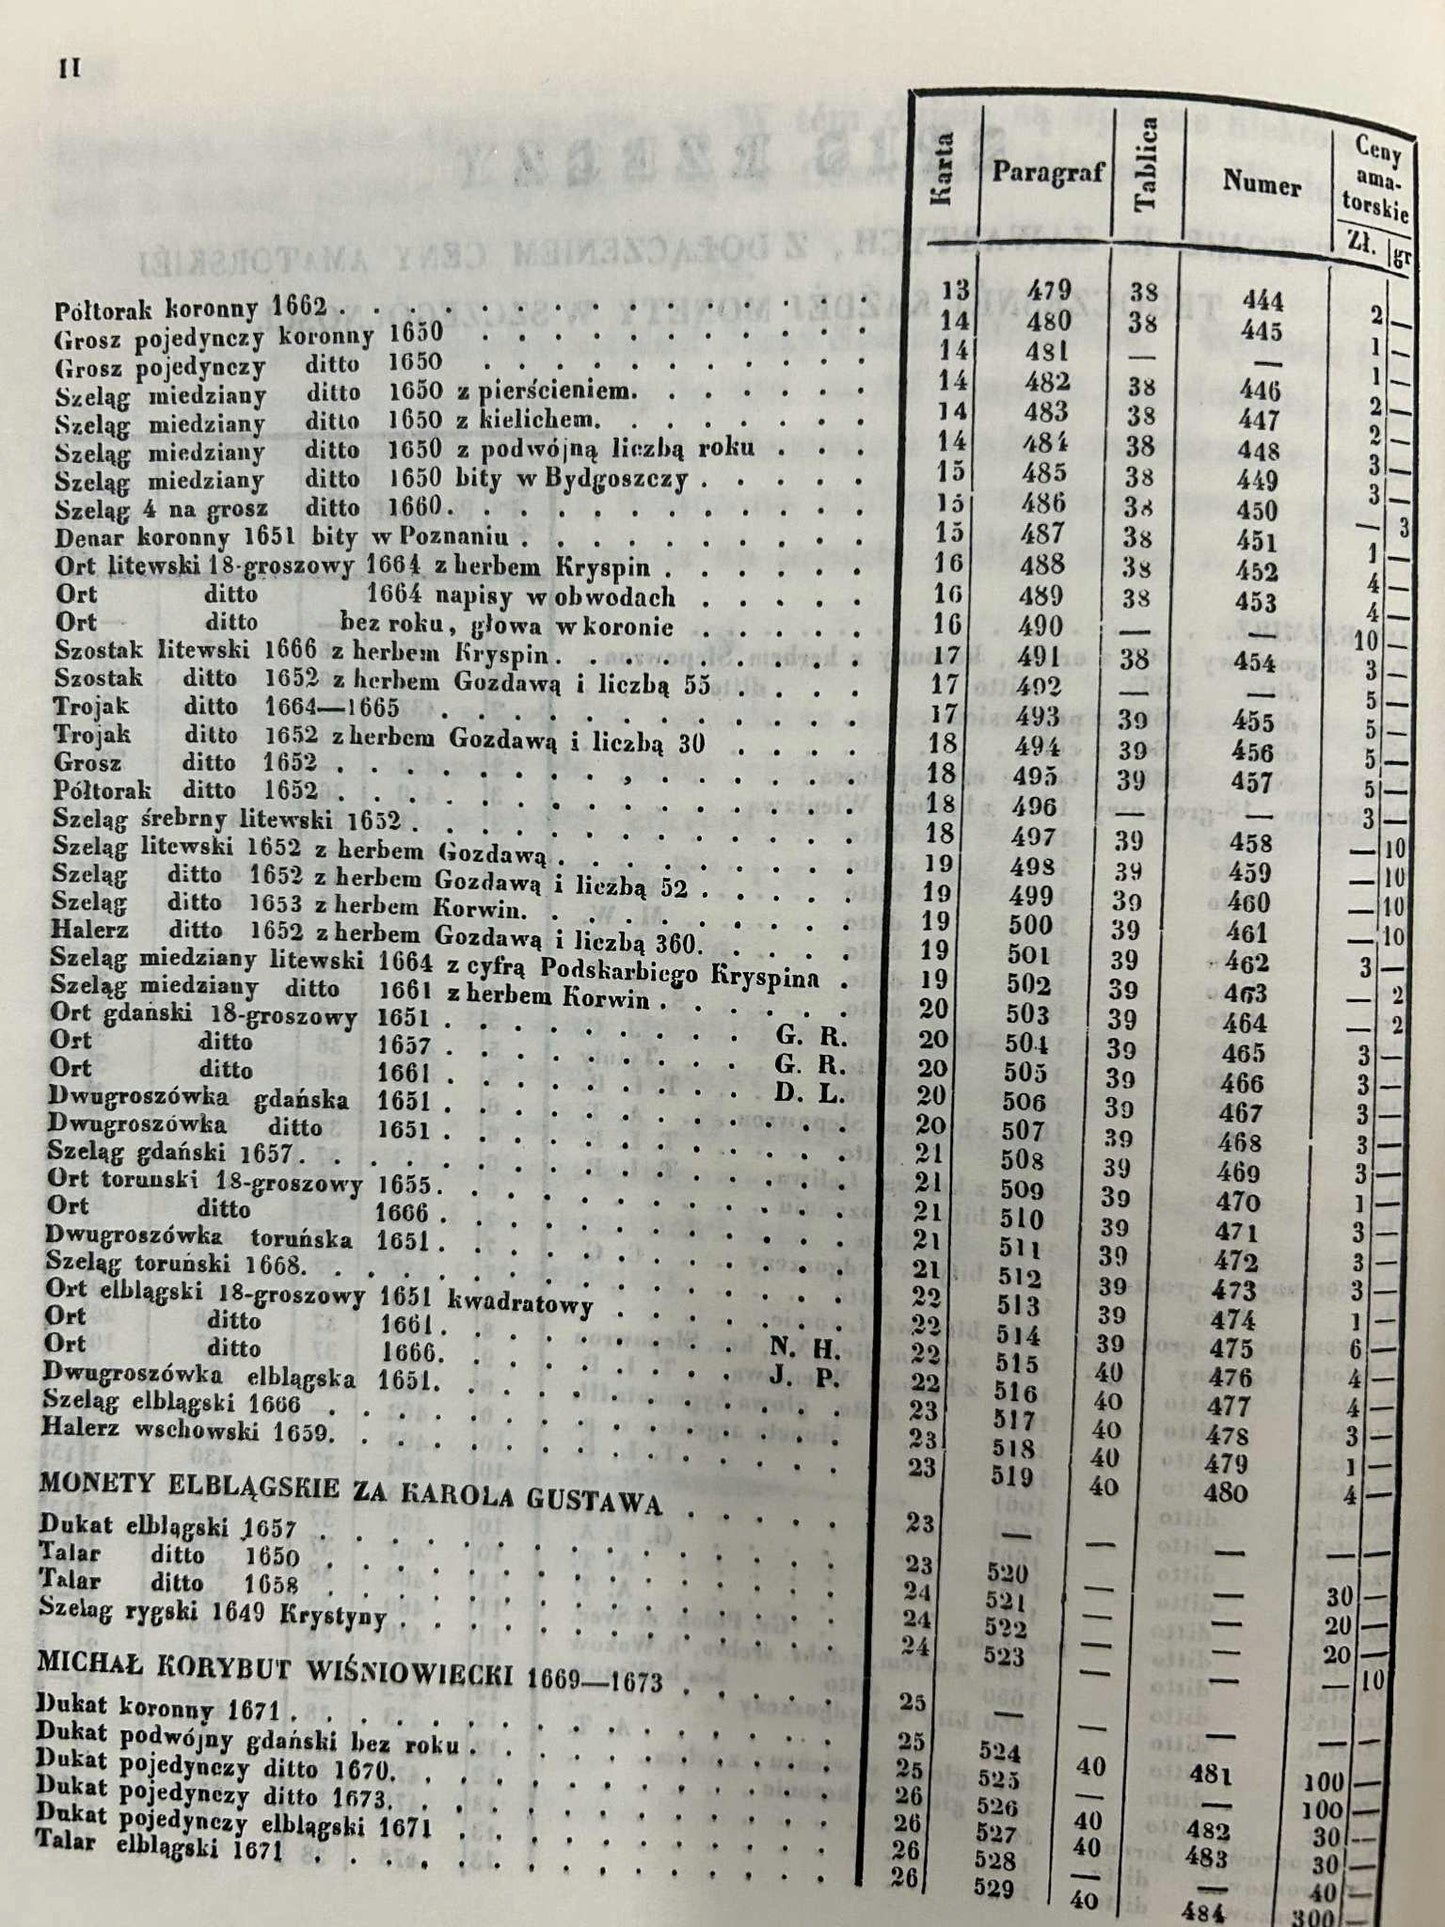 II
Karta Paragraf Tablica Numer Ceny ama-
torskie
Zł. gr
Półtorak koronny 1662 . . . 13 479 38 444 2 —
Grosz pojedynczy koronny 1650 . . . 14 480 38 445 1 —
Grosz pojedynczy ditto 1650 . . . 14 481 — — 1 —
Szeląg miedziany ditto 1650 z pierścieniem. . . . 14 482 38 446 2 —
Szeląg miedziany ditto 1650 z kielichem. . . . 14 483 38 447 2 —
Szeląg miedziany ditto 1650 z podwójną liczbą roku . . . 14 484 38 448 3 —
Szeląg miedziany ditto 1650 bity w Bydgoszczy . . . 15 485 38 449 3 —
Szeląg 4 na grosz ditto 1660. . . . 15 486 38 450 — 3
Denar koronny 1651 bity w Poznaniu . . . 15 487 38 451 1 —
Ort litewski 18-groszowy 1664 z herbem Kryspin . . . 16 488 38 452 4 —
Ort ditto 1664 napisy w obwodach . . . 16 489 38 453 4 —
Ort ditto bez roku, głowa w koronie . . . 16 490 — — 10 —
Szostak litewski 1666 z herbem Kryspin. . . . 17 491 38 454 3 —
Szostak ditto 1652 z herbem Gozdawą i liczbą 55 . . . 17 492 — — 5 —
Trojak ditto 1664—1665 . . . 17 493 39 455 5 —
Trojak ditto 1652 z herbem Gozdawą i liczbą 30 . . . 18 494 39 456 5 —
Grosz ditto 1652 . . . 18 495 39 457 5 —
Półtorak ditto 1652 . . . 18 496 — — 3 —
Szeląg śrebrny litewski 1652 . . . 18 497 39 458 — 10
Szeląg litewski 1652 z herbem Gozdawą . . . 19 498 39 459 — 10
Szeląg ditto 1652 z herbem Gozdawą i liczbą 52 . . . 19 499 39 460 — 10
Szeląg ditto 1653 z herbem Korwin. . . . 19 500 39 461 — 10
Halerz ditto 1652 z herbem Gozdawą i liczbą 360. . . . 19 501 39 462 3 —
Szeląg miedziany litewski 1664 z cyfrą Podskarbiego Kryspina . 19 502 39 463 — 2
Szeląg miedziany ditto 1661 z herbem Korwin . . . 20 503 39 464 — 2
Ort gdański 18-groszowy 1651 . . . G. R. 20 504 39 465 3 —
Ort ditto 1657 . . . G. R. 20 505 39 466 3 —
Ort ditto 1661 . . . D. L. 20 506 39 467 3 —
Dwugroszówka gdańska 1651 . . . 20 507 39 468 3 —
Dwugroszówka ditto 1651 . . . 21 508 39 469 3 —
Szeląg gdański 1657. . . . 21 509 39 470 1 —
Ort toruński 18-groszowy 1655. . . . 21 510 39 471 3 —
Ort ditto 1666 . . . 21 511 39 472 3 —
Dwugroszówka toruńska 1651 . . . 21 512 39 473 3 —
Szeląg toruński 1668. . . . 22 513 39 474 1 —
Ort elblągski 18-groszowy 1651 kwadratowy . . . 22 514 39 475 6 —
Ort ditto 1661. . . . N. H. 22 515 40 476 4 —
Ort ditto 1666. . . . J. P. 22 516 40 477 4 —
Dwugroszówka elblągska 1651. . . . 23 517 40 478 3 —
Szeląg elblągski 1666 . . . 23 518 40 479 1 —
Halerz wschowski 1659. . . . 23 519 40 480 4 —
MONETY ELBLĄGSKIE ZA KAROLA GUSTAWA . . . 23 — — — — —
Dukat elblągski 1657 . . . 23 520 — — 30 —
Talar ditto 1650 . . . 24 521 — — 20 —
Talar ditto 1658 . . . 24 522 — — 20 —
Szelag rygski 1649 Krystyny . . . 24 523 — — — 10
MICHAŁ KORYBUT WIŚNIOWIECKI 1669—1673 . . . 25 — — — — —
Dukat koronny 1671 . . . 25 524 40 481 100 —
Dukat podwójny gdański bez roku . . . 25 525 — — 100 —
Dukat pojedynczy ditto 1670. . . . 26 526 40 482 30 —
Dukat pojedynczy ditto 1673. . . . 26 527 40 483 30 —
Dukat pojedynczy elblągski 1671 . . . 26 528 — — 40 —
Talar elblągski 1671 . . . 26 529 40 484 300 —